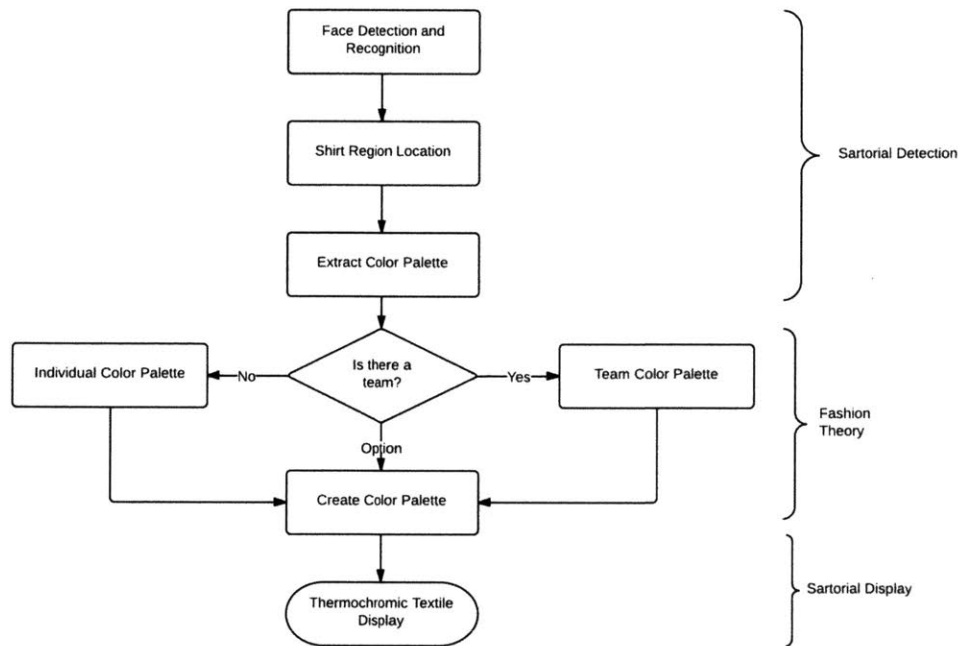 Face Detection and
Recognition
Shirt Region Location
Sartorial Detection
Extract Color Palette
Individual Color Palette
No
Is there a
team?
Yes
Team Color Palette
Fashion
Theory
Option
Create Color Palette
Thermochromic Textile
Display
Sartorial Display